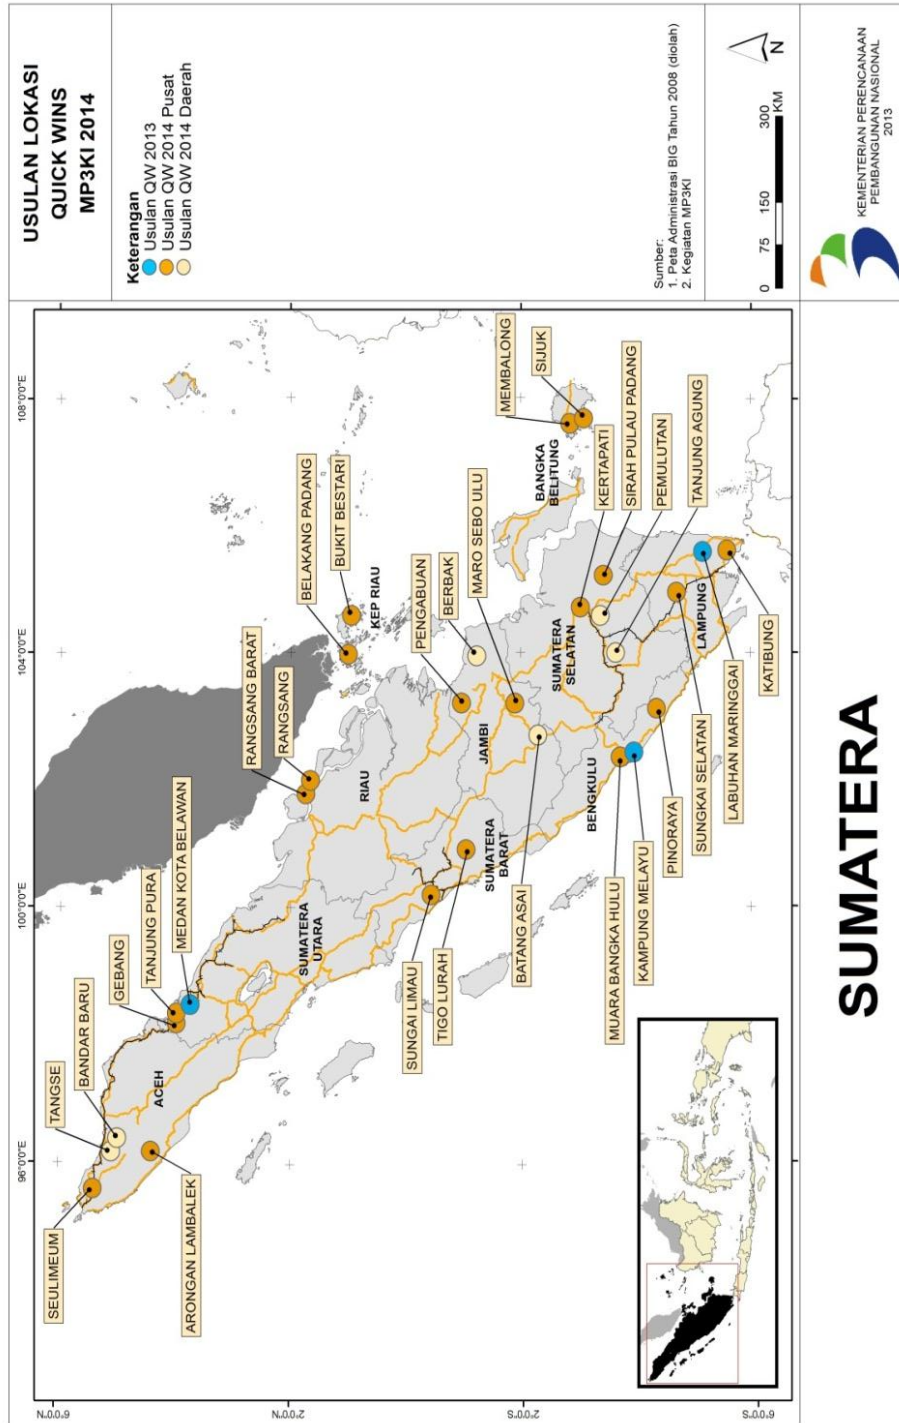 USULAN LOKASI
QUICK WINS
MP3KI 2014
Keterangan
Usulan QW 2013
Usulan QW 2014 Pusat
Usulan QW 2014 Daerah
Sumber:
1. Peta Administrasi BIG Tahun 2008 (diolah)
2. Kegiatan MP3KI
0 75 150 300
KM
N
KEMENTERIAN PERENCANAAN
PEMBANGUNAN NASIONAL
2013
96°0'0"E
100°0'0"E
104°0'0"E
108°0'0"E
6°0'0"N
2°0'0"N
2°0'0"S
6°0'0"S
SEULIMEUM
TANGSE
BANDAR BARU
GEBANG
TANJUNG PURA
MEDAN KOTA BELAWAN
RANGSANG BARAT
RANGSANG
BELAKANG PADANG
BUKIT BESTARI
KEP RIAU
PENGABUAN
BERBAK
MARO SEBO ULU
MEMBALONG
SIJUK
BANGKA
BELITUNG
KERTAPATI
SIRAH PULAU PADANG
PEMULUTAN
TANJUNG AGUNG
ACEH
SUMATERA
UTARA
RIAU
JAMBI
SUMATERA
BARAT
SUMATERA
SELATAN
BENGKULU
LAMPUNG
ARONGAN LAMBALEK
SUNGAI LIMAU
TIGO LURAH
BATANG ASAI
MUARA BANGKA HULU
KAMPUNG MELAYU
PINORAYA
SUNGKAI SELATAN
LABUHAN MARINGGAI
KATIBUNG
SUMATERA